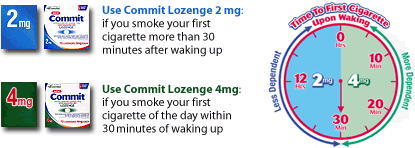 2mg
Commit
Use Commit Lozenge 2 mg:
if you smoke your first
cigarette more than 30
minutes after waking up
4mg
Commit
Use Commit Lozenge 4mg:
if you smoke your first
cigarette of the day within
30 minutes of waking up
Time To First Cigarette
Upon Waking
0
Hrs
10
Min
20
Min
30
Min
12
Hrs
2mg
4mg
Less Dependent
More Dependent